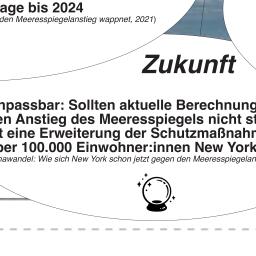 age bis 2024
den Meeresspiegelanstieg wappnet, 2021)
Zukunft
npassbar: Sollten aktuelle Berechnung
en Anstieg des Meeresspiegels nicht st
t eine Erweiterung der Schutzmaßnahm
ber 100.000 Einwohner:innen New York
nawandel: Wie sich New York schon jetzt gegen den Meeresspiegelan